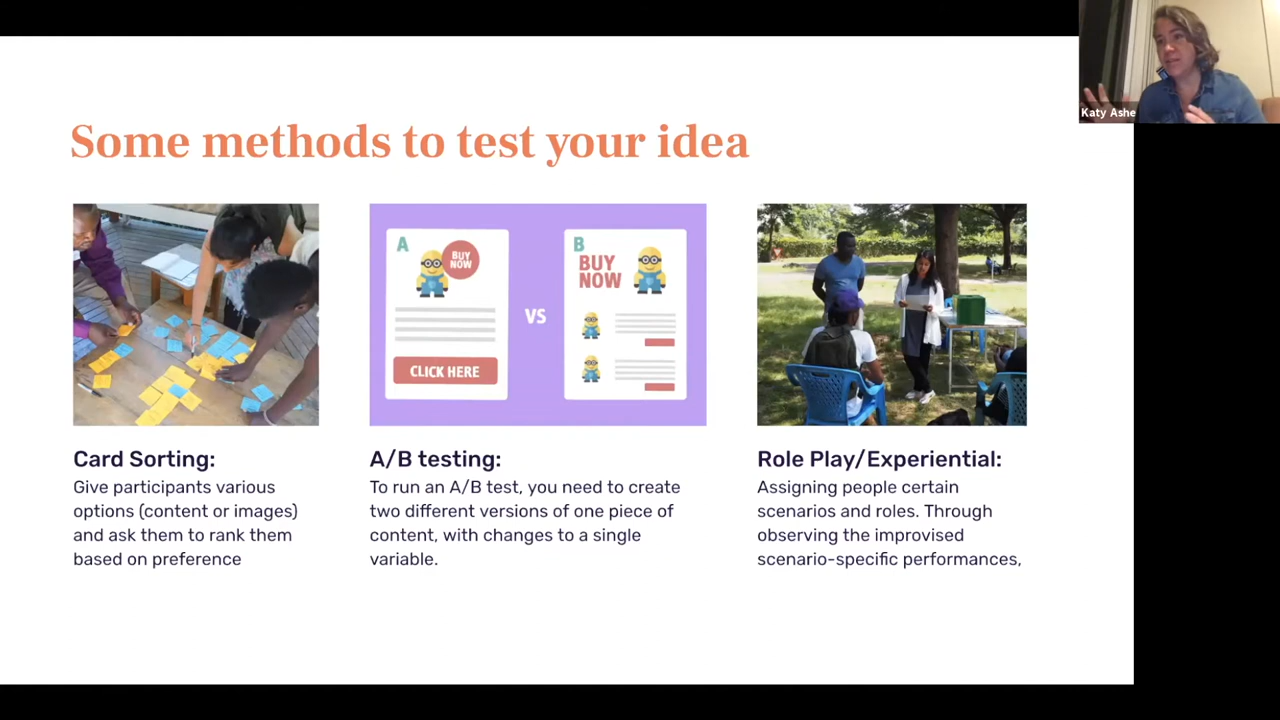 Katy Ashe
Some methods to test your idea
A
BUY
NOW
CLICK HERE
VS
B
BUY
NOW
Card Sorting:
Give participants various
options (content or images)
and ask them to rank them
based on preference
A/B testing:
To run an A/B test, you need to create
two different versions of one piece of
content, with changes to a single
variable.
Role Play/Experiential:
Assigning people certain
scenarios and roles. Through
observing the improvised
scenario-specific performances,